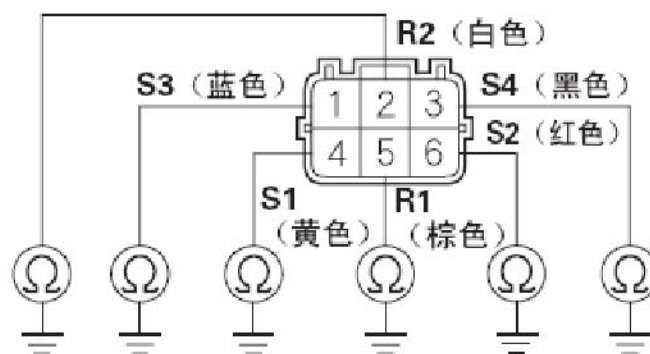 R2（白色）
S3（蓝色）
S4（黑色）
1 2 3
S2（红色）
4 5 6
S1
（黄色）
R1
（棕色）
Ω Ω Ω Ω Ω Ω